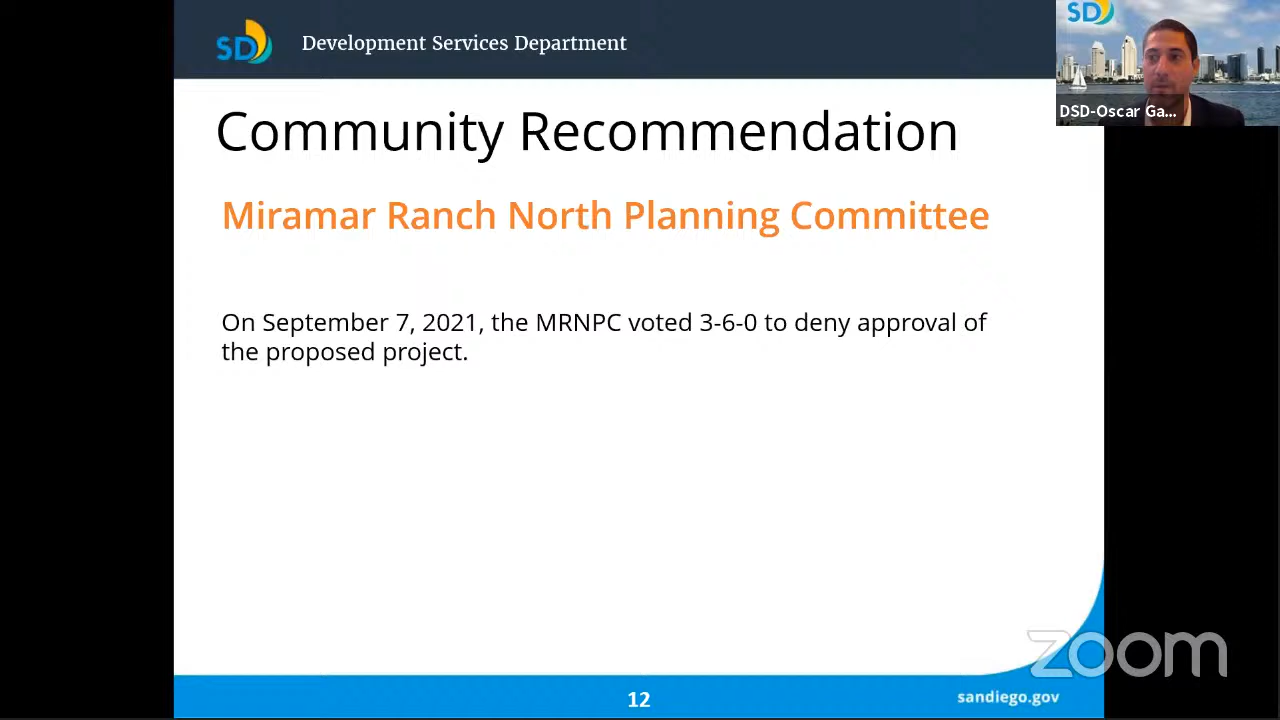 SD
Development Services Department
SD
DSD-Oscar Ga...
Community Recommendation
Miramar Ranch North Planning Committee
On September 7, 2021, the MRNPC voted 3-6-0 to deny approval of
the proposed project.
zoom
12
sandiego.gov